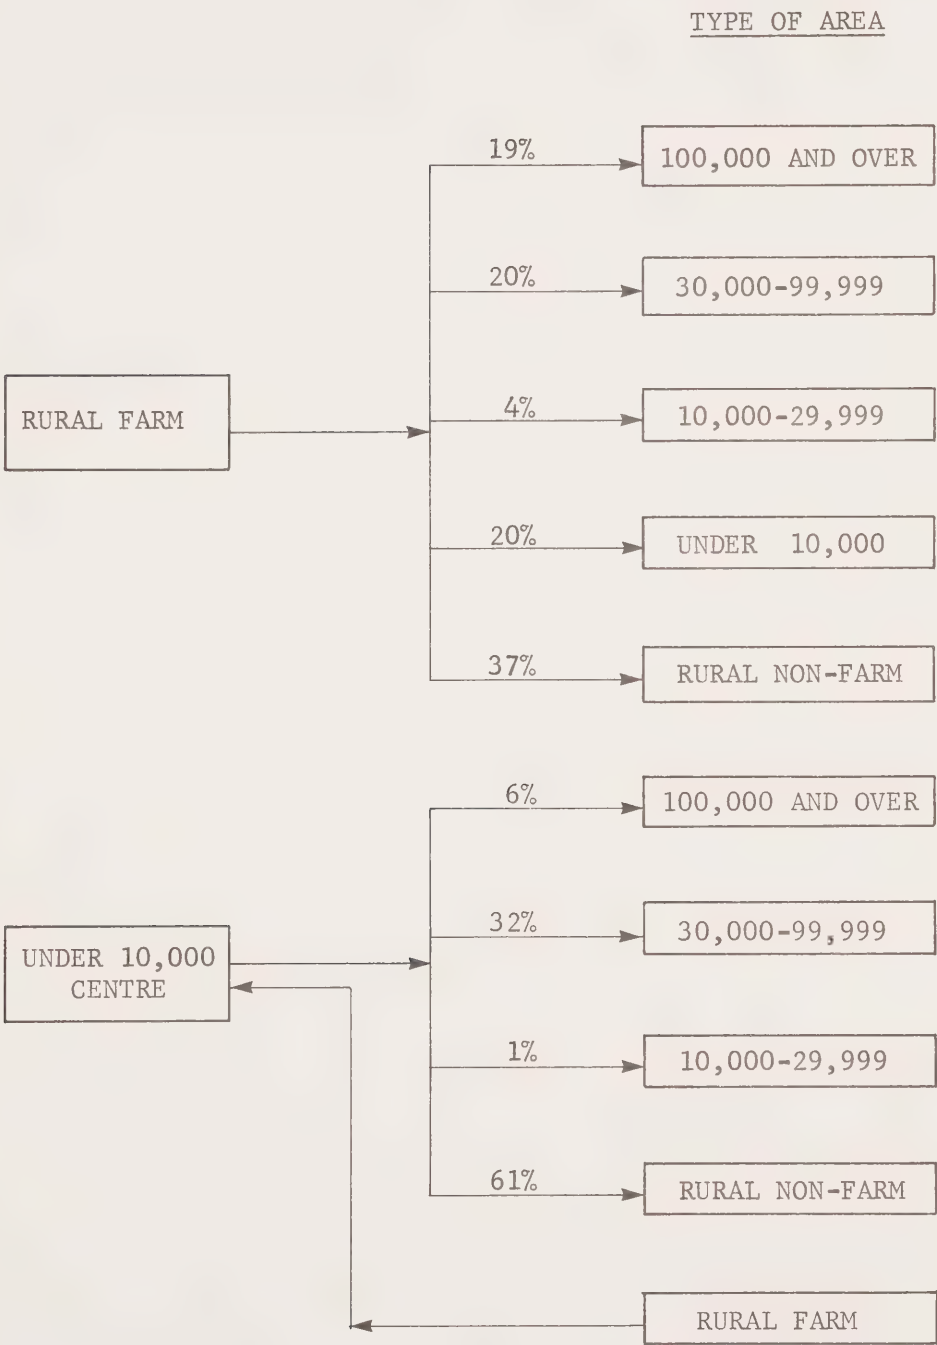 TYPE OF AREA
19%
100,000 AND OVER
20%
30,000-99,999
RURAL FARM
4%
10,000-29,999
20%
UNDER 10,000
37%
RURAL NON-FARM
6%
100,000 AND OVER
32%
30,000-99,999
UNDER 10,000
CENTRE
1%
10,000-29,999
61%
RURAL NON-FARM
RURAL FARM